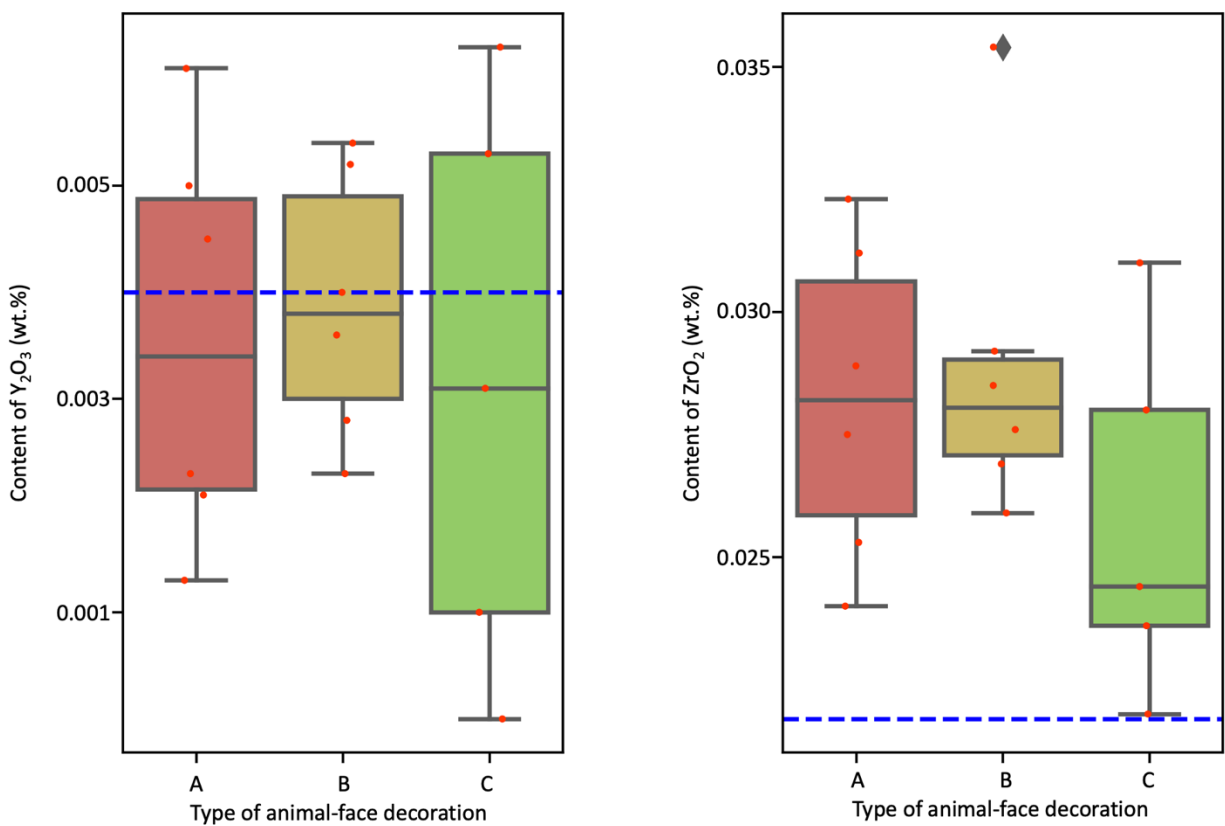 Content of Y₂O₃ (wt.%)
0.005
0.003
0.001
A B C
Type of animal-face decoration
Content of ZrO₂ (wt.%)
0.035
0.030
0.025
A B C
Type of animal-face decoration